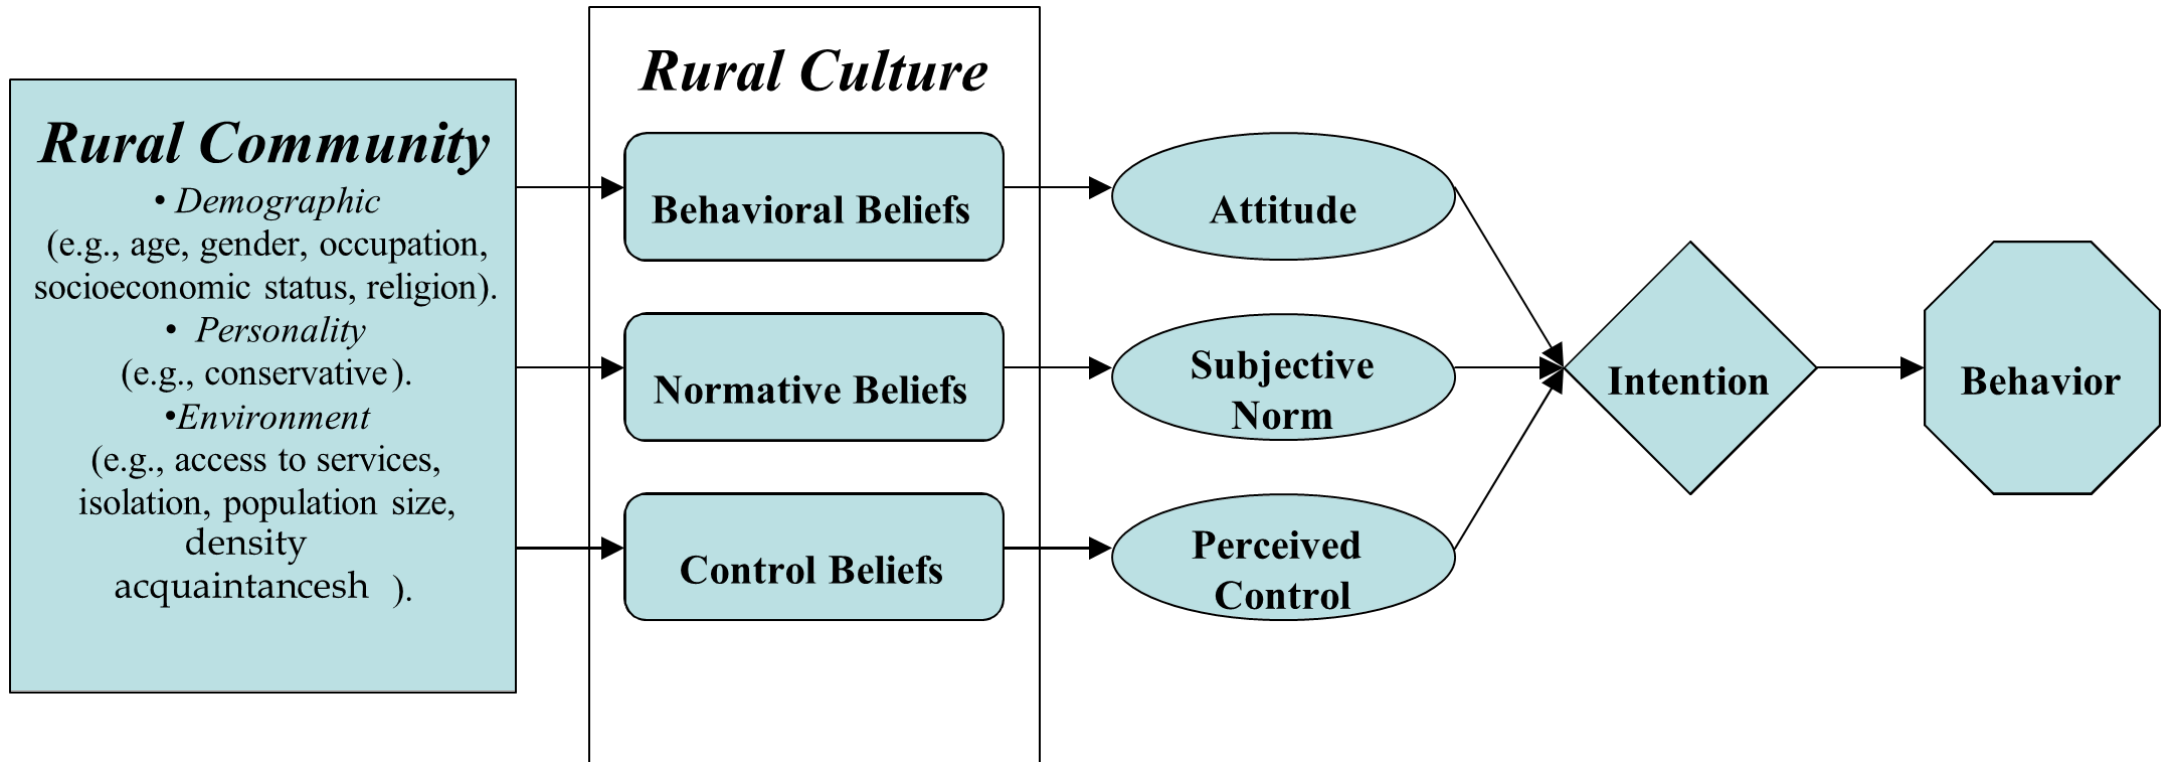 Rural Community
• Demographic
(e.g., age, gender, occupation,
socioeconomic status, religion).
• Personality
(e.g., conservative).
•Environment
(e.g., access to services,
isolation, population size,
density
acquaintancesh ).
Rural Culture
Behavioral Beliefs
Normative Beliefs
Control Beliefs
Attitude
Subjective
Norm
Perceived
Control
Intention
Behavior